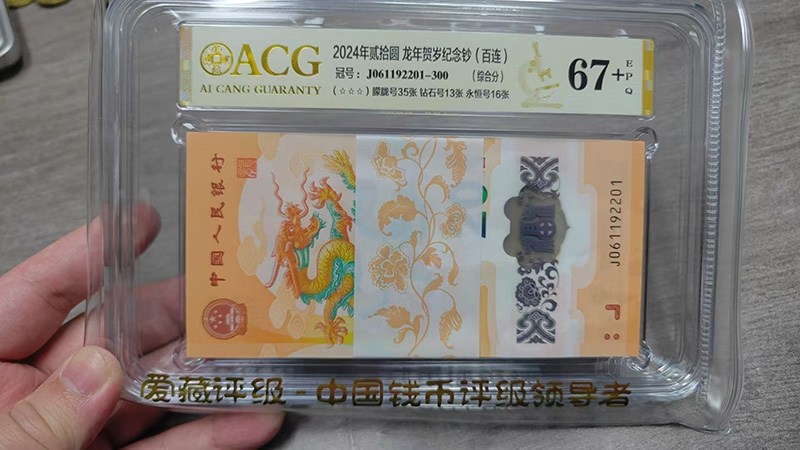 ACG
AI CANG GUARANTY
2024年贰拾圆 龙年贺岁纪念钞（百连）
冠号：J061192201-300 （综合分）
（☆☆☆）朦胧号35张 钻石号13张 永恒号16张
67+
EPQ
中国人民银行
J061192201
爱藏评级-中国钱币评级领导者